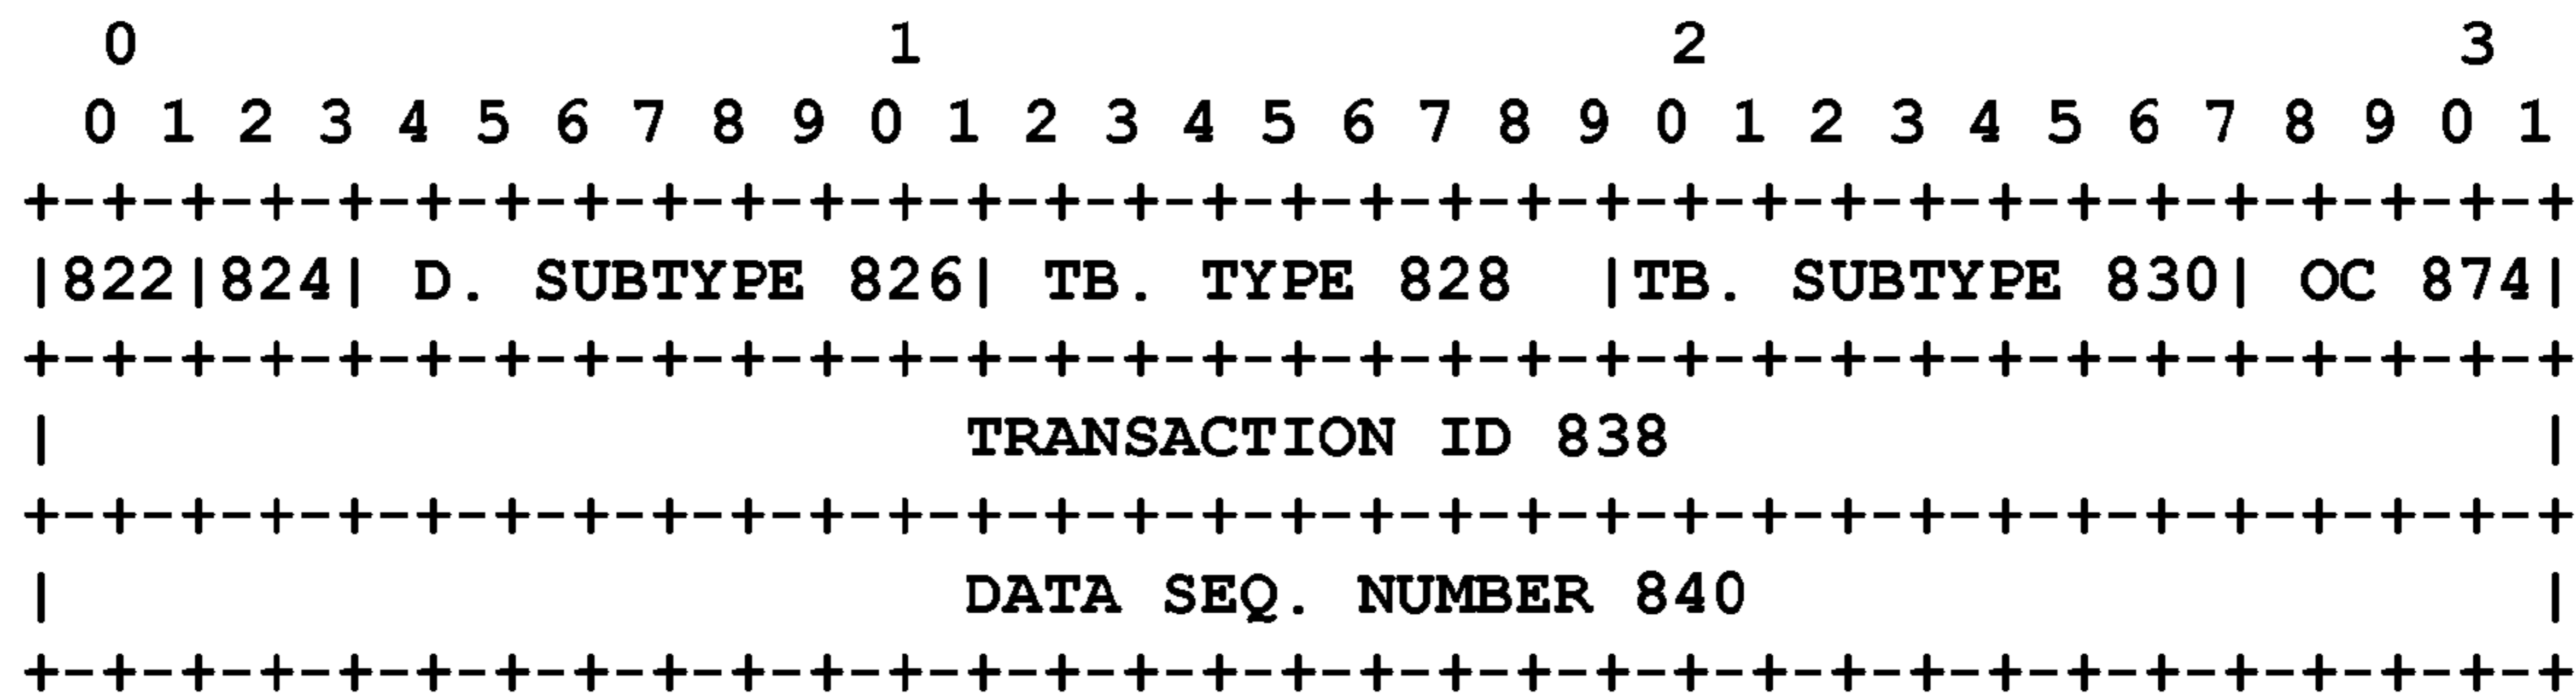 0                   1                   2                   3
0 1 2 3 4 5 6 7 8 9 0 1 2 3 4 5 6 7 8 9 0 1 2 3 4 5 6 7 8 9 0 1
+-+-+-+-+-+-+-+-+-+-+-+-+-+-+-+-+-+-+-+-+-+-+-+-+-+-+-+-+-+-+-+-+
|822|824| D. SUBTYPE 826| TB. TYPE 828  |TB. SUBTYPE 830| OC 874|
+-+-+-+-+-+-+-+-+-+-+-+-+-+-+-+-+-+-+-+-+-+-+-+-+-+-+-+-+-+-+-+-+
|                       TRANSACTION ID 838                      |
+-+-+-+-+-+-+-+-+-+-+-+-+-+-+-+-+-+-+-+-+-+-+-+-+-+-+-+-+-+-+-+-+
|                       DATA SEQ. NUMBER 840                    |
+-+-+-+-+-+-+-+-+-+-+-+-+-+-+-+-+-+-+-+-+-+-+-+-+-+-+-+-+-+-+-+-+